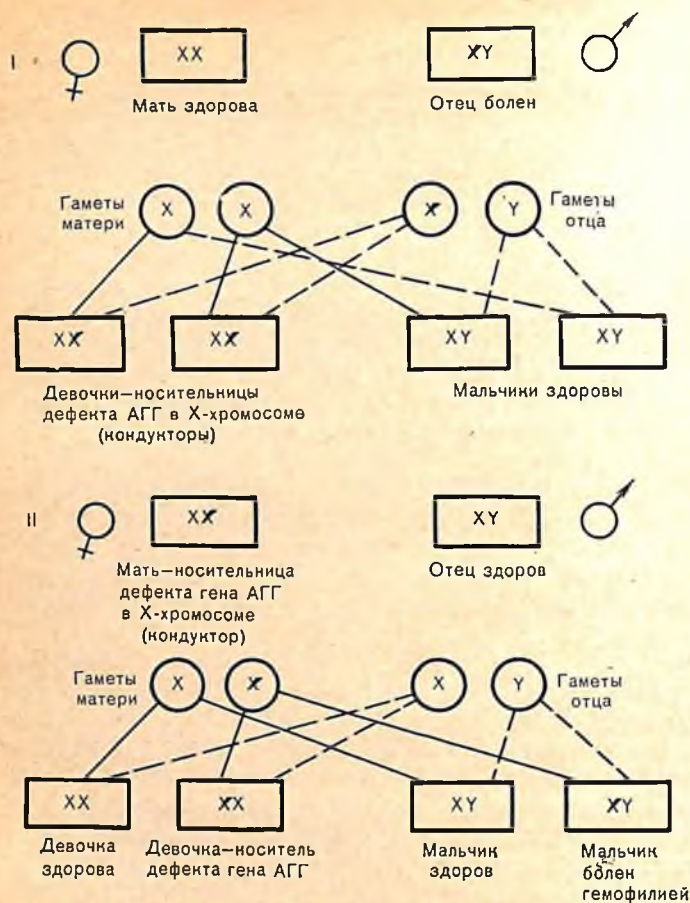 I
XX
XY
Мать здорова
Отец болен
Гаметы
матери
X
X
X
Y
Гаметы
отца
XX
XX
XY
XY
Девочки-носительницы
дефекта АГГ в X-хромосоме
(кондукторы)
Мальчики здоровы
II
XX
XY
Мать—носительница
дефекта гена АГГ
в X-хромосоме
(кондуктор)
Отец здоров
Гаметы
матери
X
X
X
Y
Гаметы
отца
XX
XX
XY
XY
Девочка
здорова
Девочка—носитель
дефекта гена АГГ
Мальчик
здоров
Мальчик
болен
гемофилией